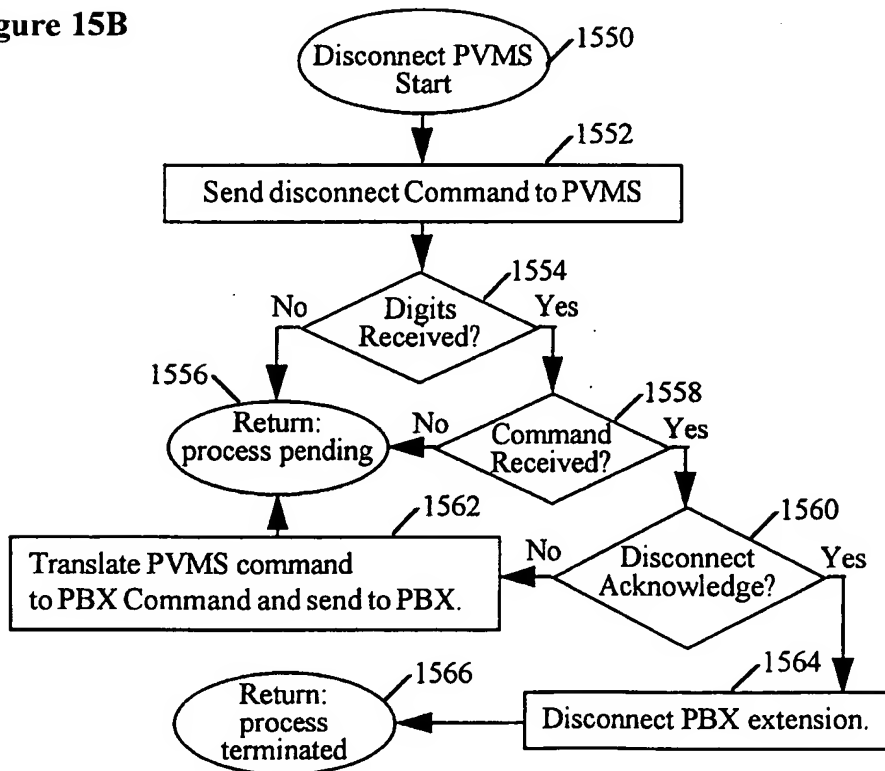 gure 15B
Disconnect PVMS
Start
1550
1552
Send disconnect Command to PVMS
1554
No
Digits
Received?
Yes
1556
Return:
process pending
1558
No
Command
Received?
Yes
1562
Translate PVMS command
to PBX Command and send to PBX.
1560
No
Disconnect
Acknowledge?
Yes
1564
Disconnect PBX extension.
1566
Return:
process
terminated